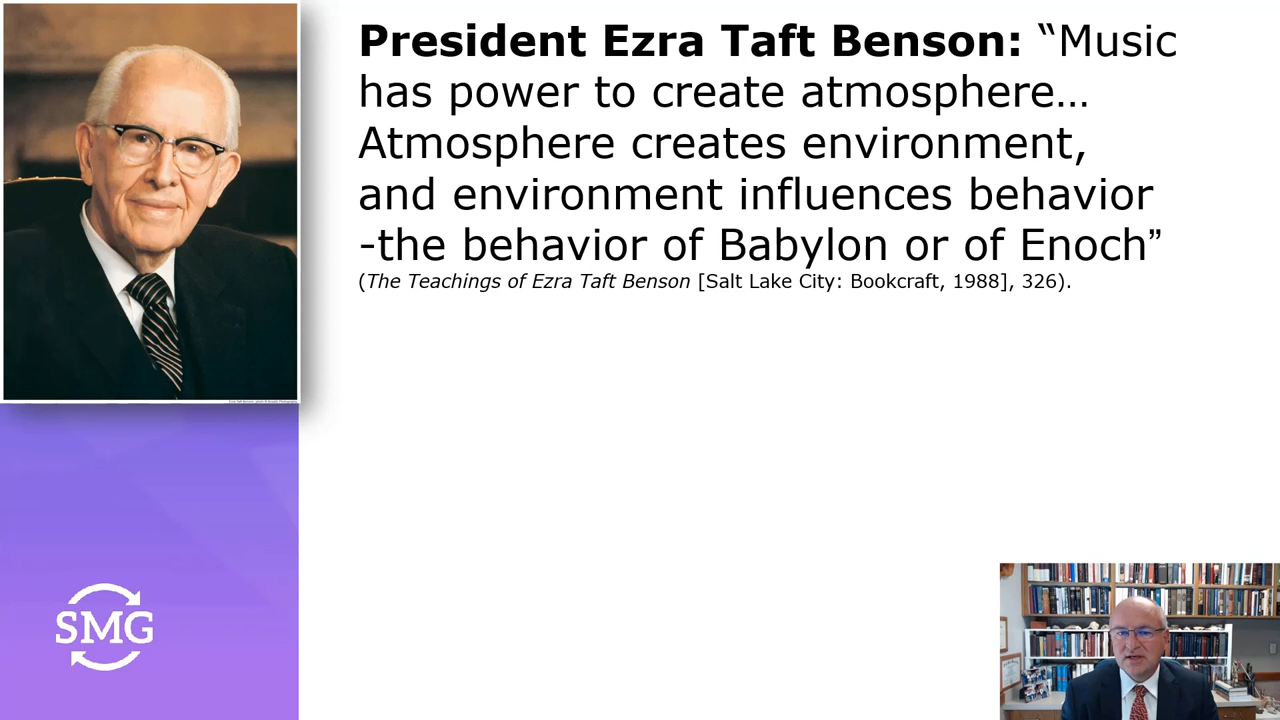 President Ezra Taft Benson: “Music
has power to create atmosphere…
Atmosphere creates environment,
and environment influences behavior
-the behavior of Babylon or of Enoch”
(The Teachings of Ezra Taft Benson [Salt Lake City: Bookcraft, 1988], 326).
SMG